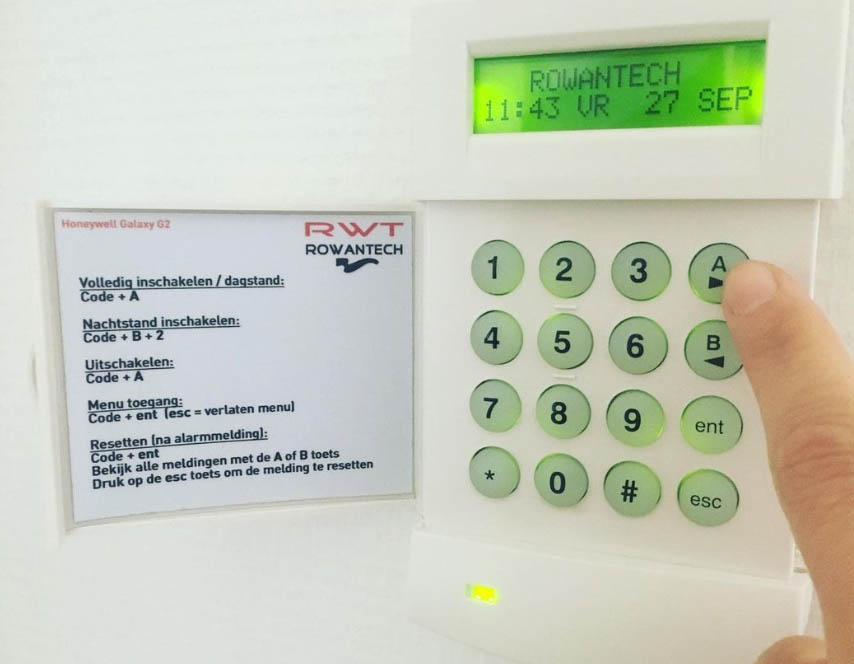 ROWANTECH
11:43 VR 27 SEP
Honeywell Galaxy G2
RWT
ROWANTECH
Volledig inschakelen / dagstand:
Code + A
Nachtstand inschakelen:
Code + B + 2
Uitschakelen:
Code + A
Menu toegang:
Code + ent (esc = verlaten menu)
Resetten (na alarmmelding):
Code + ent
Bekijk alle meldingen met de A of B toets
Druk op de esc toets om de melding te resetten
1 2 3 A
4 5 6 B
7 8 9 ent
* 0 # esc